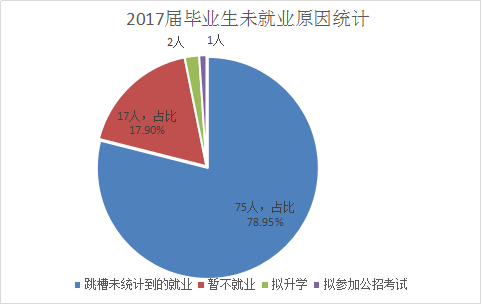 2017届毕业生未就业原因统计
2人
1人
17人，占比
17.90%
75人，占比
78.95%
跳槽未统计到的就业 暂不就业 拟升学 拟参加公招考试